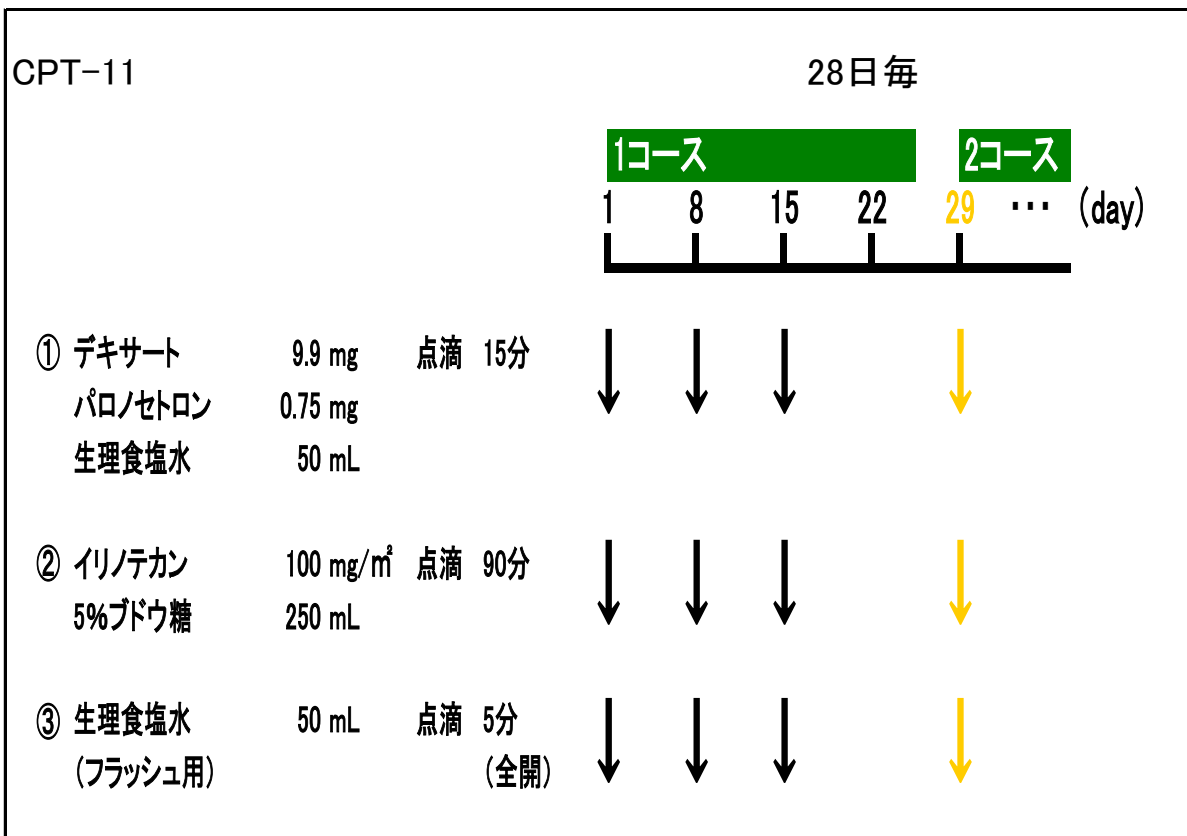 CPT-11 28日毎
1コース 2コース
1 8 15 22 29 ・・・ (day)
① デキサート 9.9 mg 点滴 15分
パロノセトロン 0.75 mg
生理食塩水 50 mL
② イリノテカン 100 mg/㎡ 点滴 90分
5%ブドウ糖 250 mL
③ 生理食塩水 50 mL 点滴 5分
(フラッシュ用) (全開)